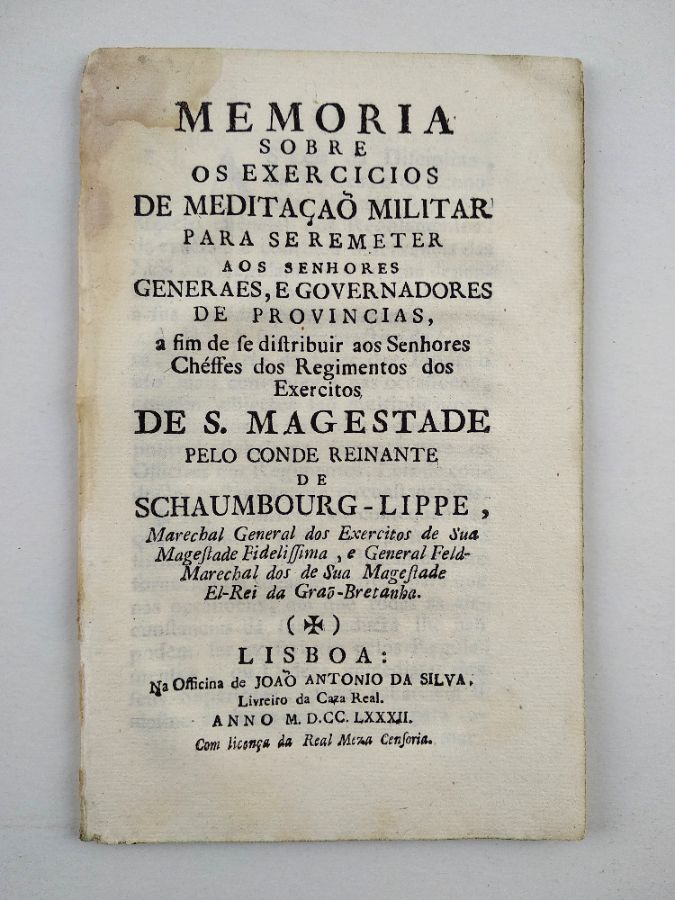 MEMORIA
SOBRE
OS EXERCICIOS
DE MEDITAÇAÕ MILITAR
PARA SE REMETER
AOS SENHORES
GENERAES, E GOVERNADORES
DE PROVINCIAS,
a fim de ſe diſtribuir aos Senhores
Chéffes dos Regimentos dos
Exercitos
DE S. MAGESTADE
PELO CONDE REINANTE
DE
SCHAUMBOURG-LIPPE,
Marechal General dos Exercitos de Sua
Mageſtade Fideliſſima, e General Feld-
Marechal dos de Sua Mageſtade
El-Rei da Graõ-Bretanha.
(✠)
LISBOA:
Na Officina de JOAÕ ANTONIO DA SILVA,
Livreiro da Caza Real.
ANNO M. D.CC. LXXXII.
Com licença da Real Meza Cenſoria.